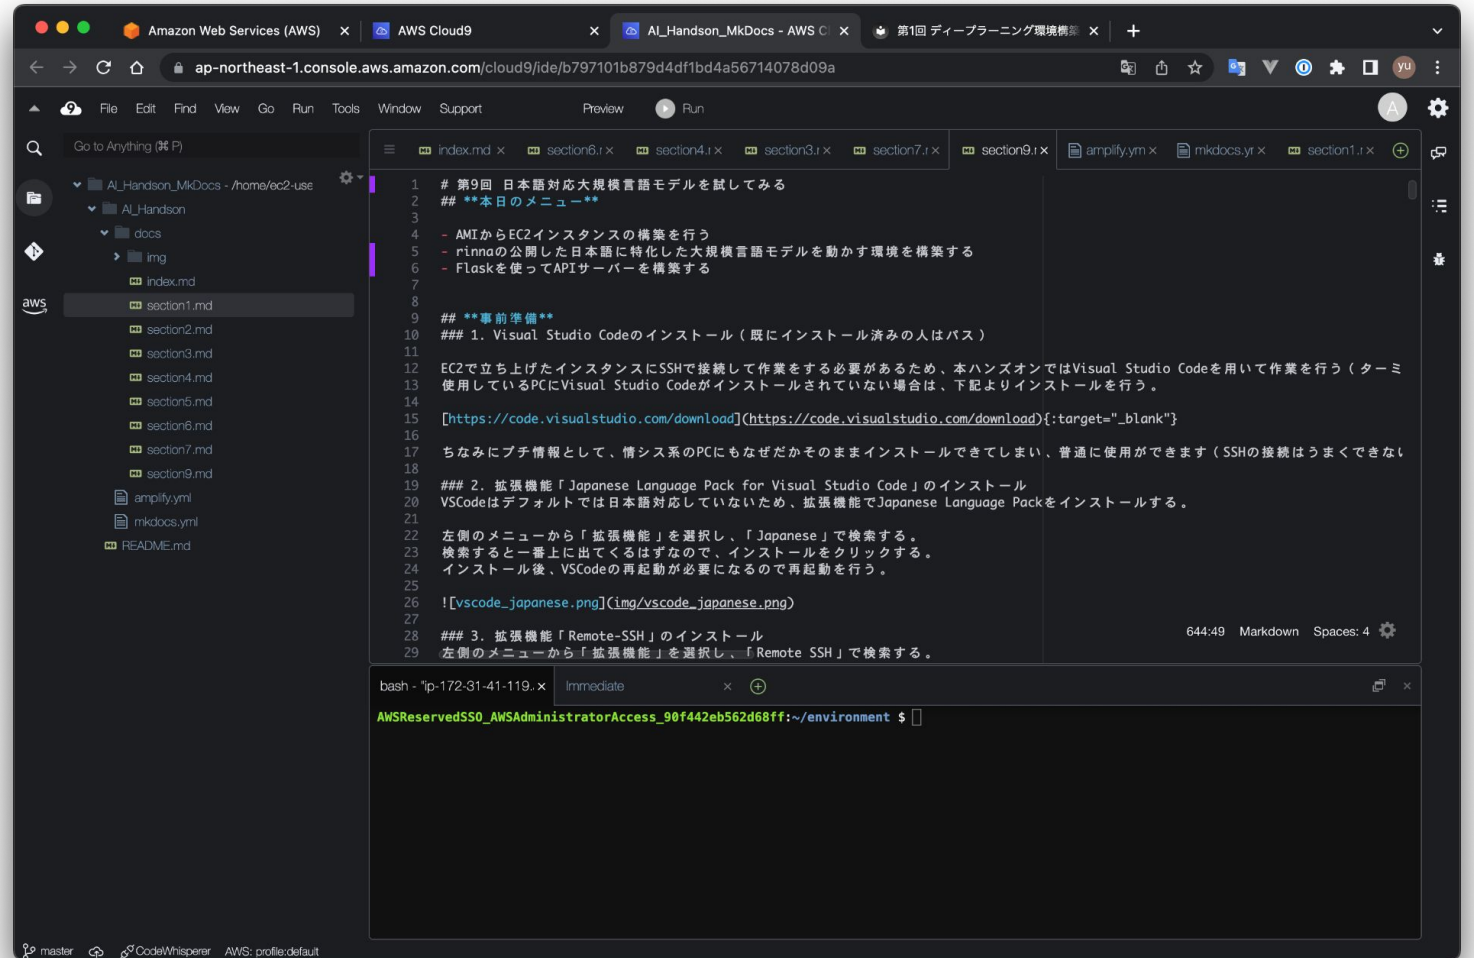 Amazon Web Services (AWS)
AWS Cloud9
AI_Handson_MkDocs - AWS Cl
第1回 ディープラーニング環境構築
ap-northeast-1.console.aws.amazon.com/cloud9/ide/b797101b879d4df1bd4a56714078d09a
yu
File Edit Find View Go Run Tools Window Support Preview Run
A
Go to Anything (⌘ P)
index.md
section6.r
section4.r
section3.r
section7.r
section9.r
amplify.ym
mkdocs.yr
section1.r
AI_Handson_MkDocs - /home/ec2-use
AI_Handson
docs
img
index.md
section1.md
section2.md
section3.md
section4.md
section5.md
section6.md
section7.md
section9.md
amplify.yml
mkdocs.yml
README.md
aws
1 # 第9回 日本語対応大規模言語モデルを試してみる
2 ## **本日のメニュー**
3
4 - AMIからEC2インスタンスの構築を行う
5 - rinnaの公開した日本語に特化した大規模言語モデルを動かす環境を構築する
6 - Flaskを使ってAPIサーバーを構築する
7
8
9 ## **事前準備**
10 ### 1. Visual Studio Codeのインストール(既にインストール済みの人はパス)
11
12 EC2で立ち上げたインスタンスにSSHで接続して作業をする必要があるため、本ハンズオンではVisual Studio Codeを用いて作業を行う(ターミ
13 使用しているPCにVisual Studio Codeがインストールされていない場合は、下記よりインストールを行う。
14
15 [https://code.visualstudio.com/download](https://code.visualstudio.com/download){:target="_blank"}
16
17 ちなみにプチ情報として、情シス系のPCにもなぜだかそのままインストールできてしまい、普通に使用ができます(SSHの接続はうまくできない
18
19 ### 2. 拡張機能「Japanese Language Pack for Visual Studio Code」のインストール
20 VSCodeはデフォルトでは日本語対応していないため、拡張機能でJapanese Language Packをインストールする。
21
22 左側のメニューから「拡張機能」を選択し、「Japanese」で検索する。
23 検索すると一番上に出てくるはずなので、インストールをクリックする。
24 インストール後、VSCodeの再起動が必要になるので再起動を行う。
25
26 ![vscode_japanese.png](img/vscode_japanese.png)
27
28 ### 3. 拡張機能「Remote-SSH」のインストール
29 左側のメニューから「拡張機能」を選択し、「Remote SSH」で検索する。
644:49 Markdown Spaces: 4
bash - "ip-172-31-41-119.
Immediate
AWSReservedSSO_AWSAdministratorAccess_90f442eb562d68ff:~/environment $
master CodeWhisperer AWS: profile:default